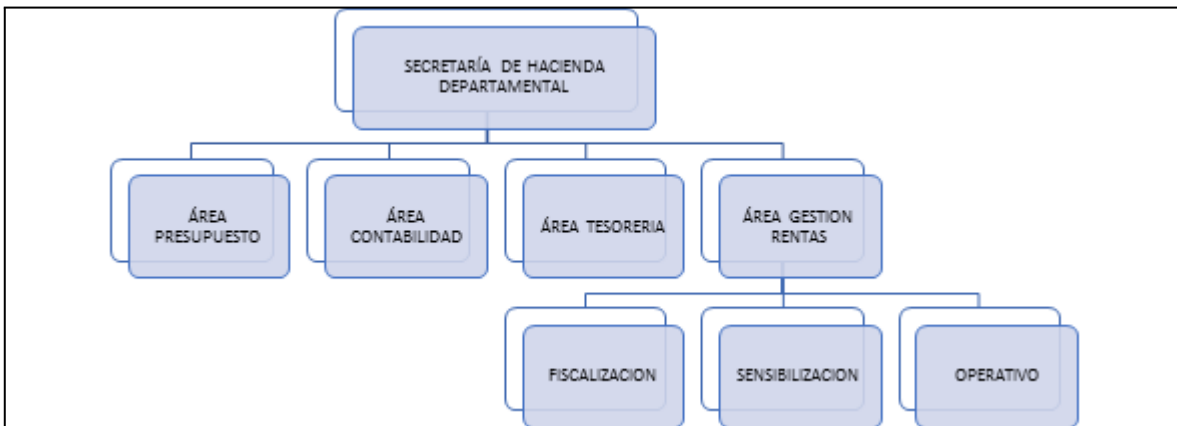 SECRETARÍA DE HACIENDA
DEPARTAMENTAL
ÁREA
PRESUPUESTO
ÁREA
CONTABILIDAD
ÁREA TESORERIA
ÁREA GESTION
RENTAS
FISCALIZACION
SENSIBILIZACION
OPERATIVO